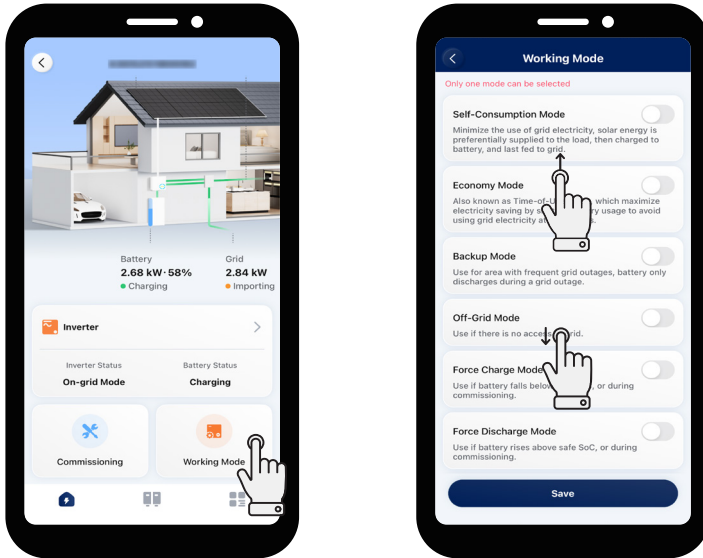 Battery
2.68 kW·58%
Charging
Grid
2.84 kW
Importing
Inverter
Inverter Status
On-grid Mode
Battery Status
Charging
Commissioning
Working Mode
Working Mode
Only one mode can be selected
Self-Consumption Mode
Minimize the use of grid electricity, solar energy is
preferentially supplied to the load, then charged to
battery, and last fed to grid.
Economy Mode
Also known as Time-of-U which maximize
electricity saving by s ry usage to avoid
using grid electricity at s.
Backup Mode
Use for area with frequent grid outages, battery only
discharges during a grid outage.
Off-Grid Mode
Use if there is no access rid.
Force Charge Mode
Use if battery falls below , or during
commissioning.
Force Discharge Mode
Use if battery rises above safe SoC, or during
commissioning.
Save